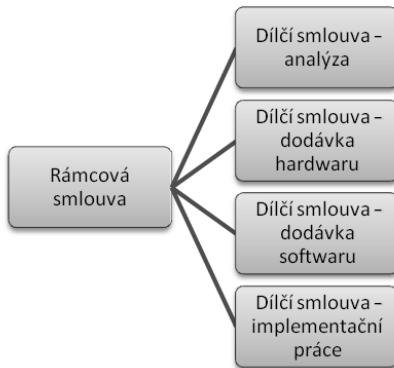 Rámcová
smlouva
Dílčí smlouva –
analýza
Dílčí smlouva –
dodávka
hardwaru
Dílčí smlouva –
dodávka
softwaru
Dílčí smlouva –
implementační
práce